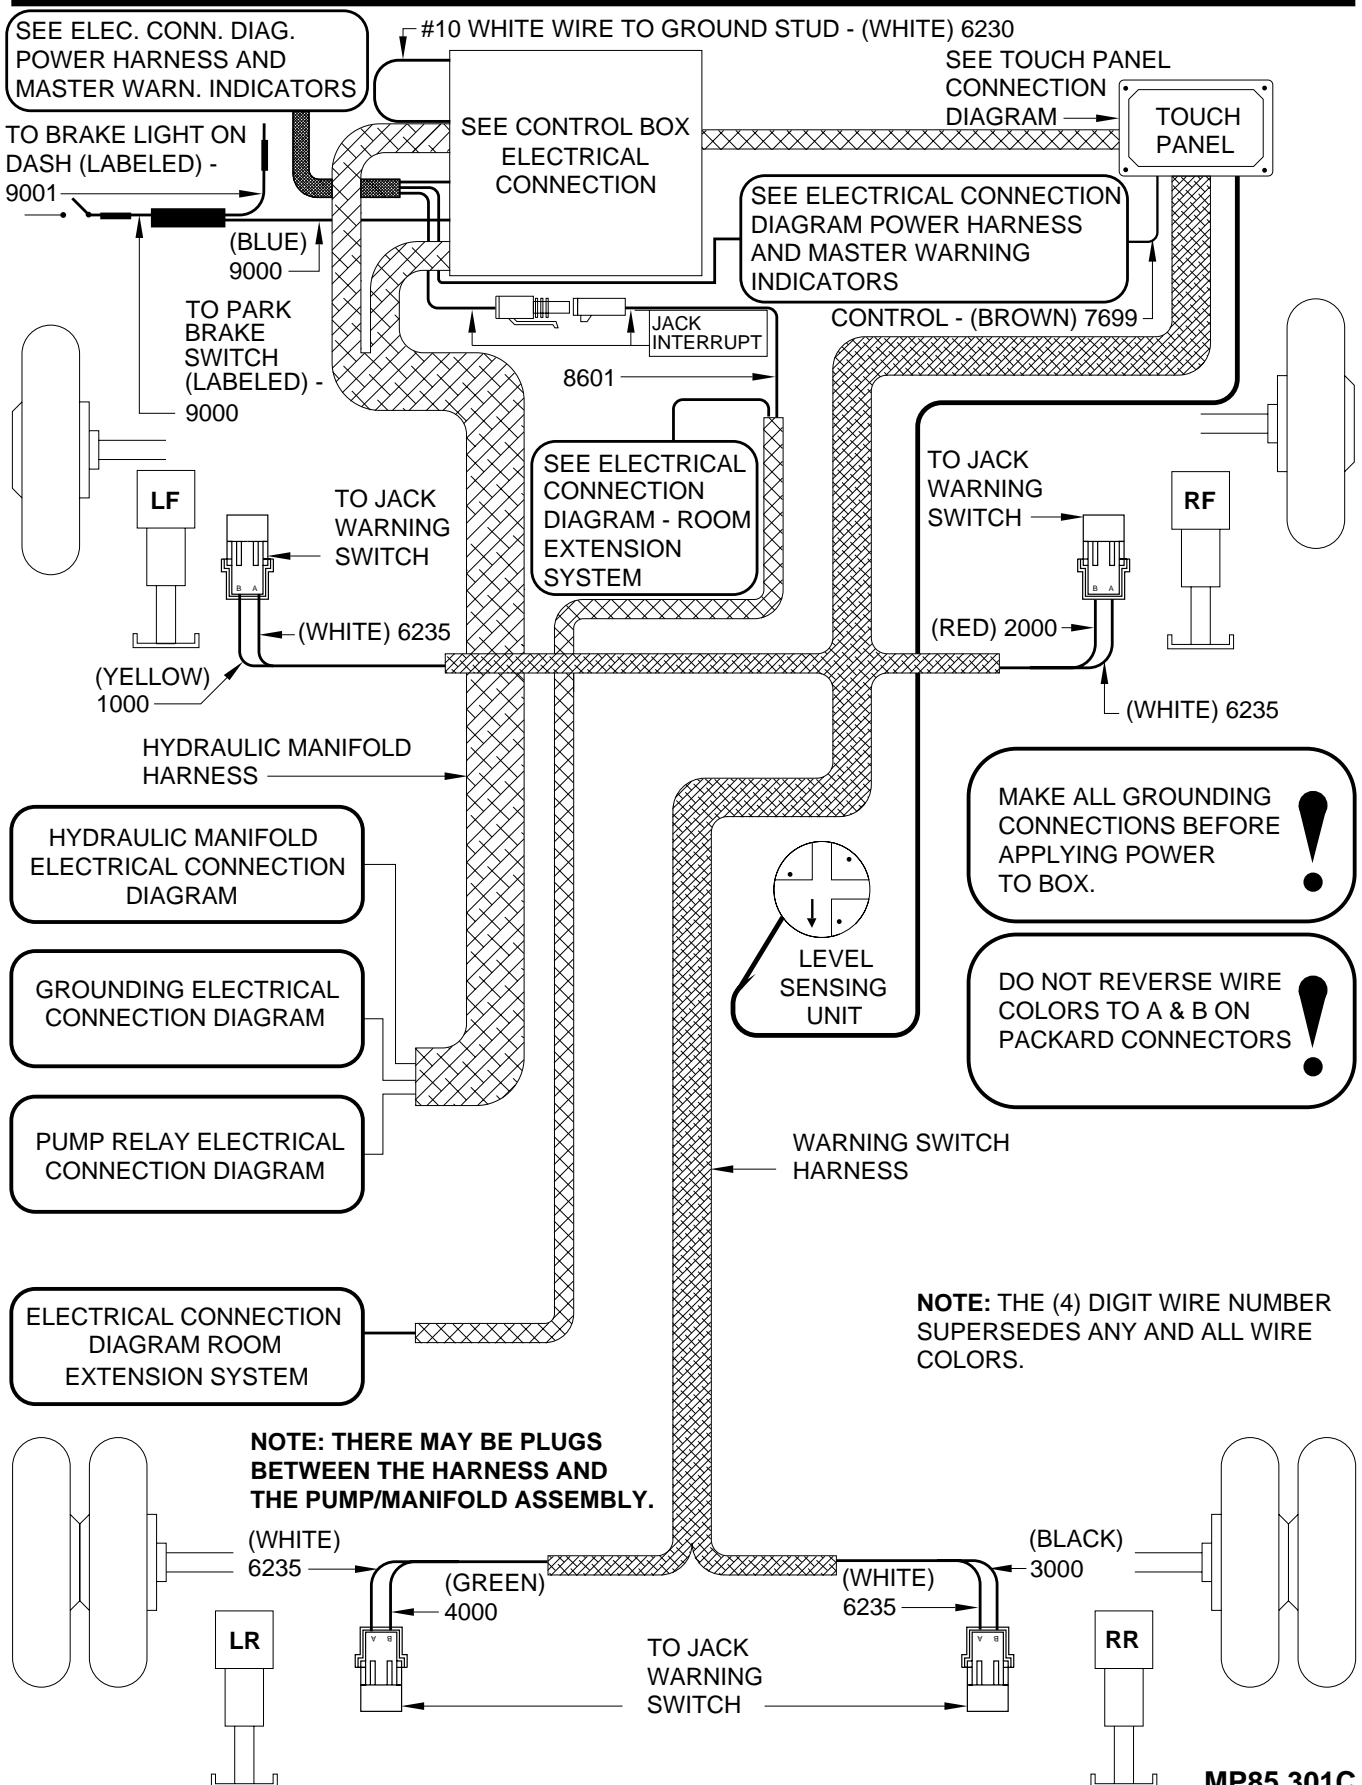 SEE ELEC. CONN. DIAG.
POWER HARNESS AND
MASTER WARN. INDICATORS
#10 WHITE WIRE TO GROUND STUD - (WHITE) 6230
SEE TOUCH PANEL
CONNECTION
DIAGRAM
TOUCH
PANEL
SEE CONTROL BOX
ELECTRICAL
CONNECTION
TO BRAKE LIGHT ON
DASH (LABELED) -
9001
SEE ELECTRICAL CONNECTION
DIAGRAM POWER HARNESS
AND MASTER WARNING
INDICATORS
(BLUE)
9000
TO PARK
BRAKE
SWITCH
(LABELED) -
9000
JACK
INTERRUPT
CONTROL - (BROWN) 7699
8601
SEE ELECTRICAL
CONNECTION
DIAGRAM - ROOM
EXTENSION
SYSTEM
LF
TO JACK
WARNING
SWITCH
B A
(WHITE) 6235
(YELLOW)
1000
TO JACK
WARNING
SWITCH
RF
B A
(RED) 2000
(WHITE) 6235
HYDRAULIC MANIFOLD
HARNESS
HYDRAULIC MANIFOLD
ELECTRICAL CONNECTION
DIAGRAM
GROUNDING ELECTRICAL
CONNECTION DIAGRAM
PUMP RELAY ELECTRICAL
CONNECTION DIAGRAM
ELECTRICAL CONNECTION
DIAGRAM ROOM
EXTENSION SYSTEM
LEVEL
SENSING
UNIT
MAKE ALL GROUNDING
CONNECTIONS BEFORE
APPLYING POWER
TO BOX.
!
DO NOT REVERSE WIRE
COLORS TO A & B ON
PACKARD CONNECTORS
!
WARNING SWITCH
HARNESS
NOTE: THE (4) DIGIT WIRE NUMBER
SUPERSEDES ANY AND ALL WIRE
COLORS.
NOTE: THERE MAY BE PLUGS
BETWEEN THE HARNESS AND
THE PUMP/MANIFOLD ASSEMBLY.
(WHITE)
6235
(GREEN)
4000
A B
LR
(WHITE)
6235
(BLACK)
3000
A B
RR
TO JACK
WARNING
SWITCH
MP85.301C